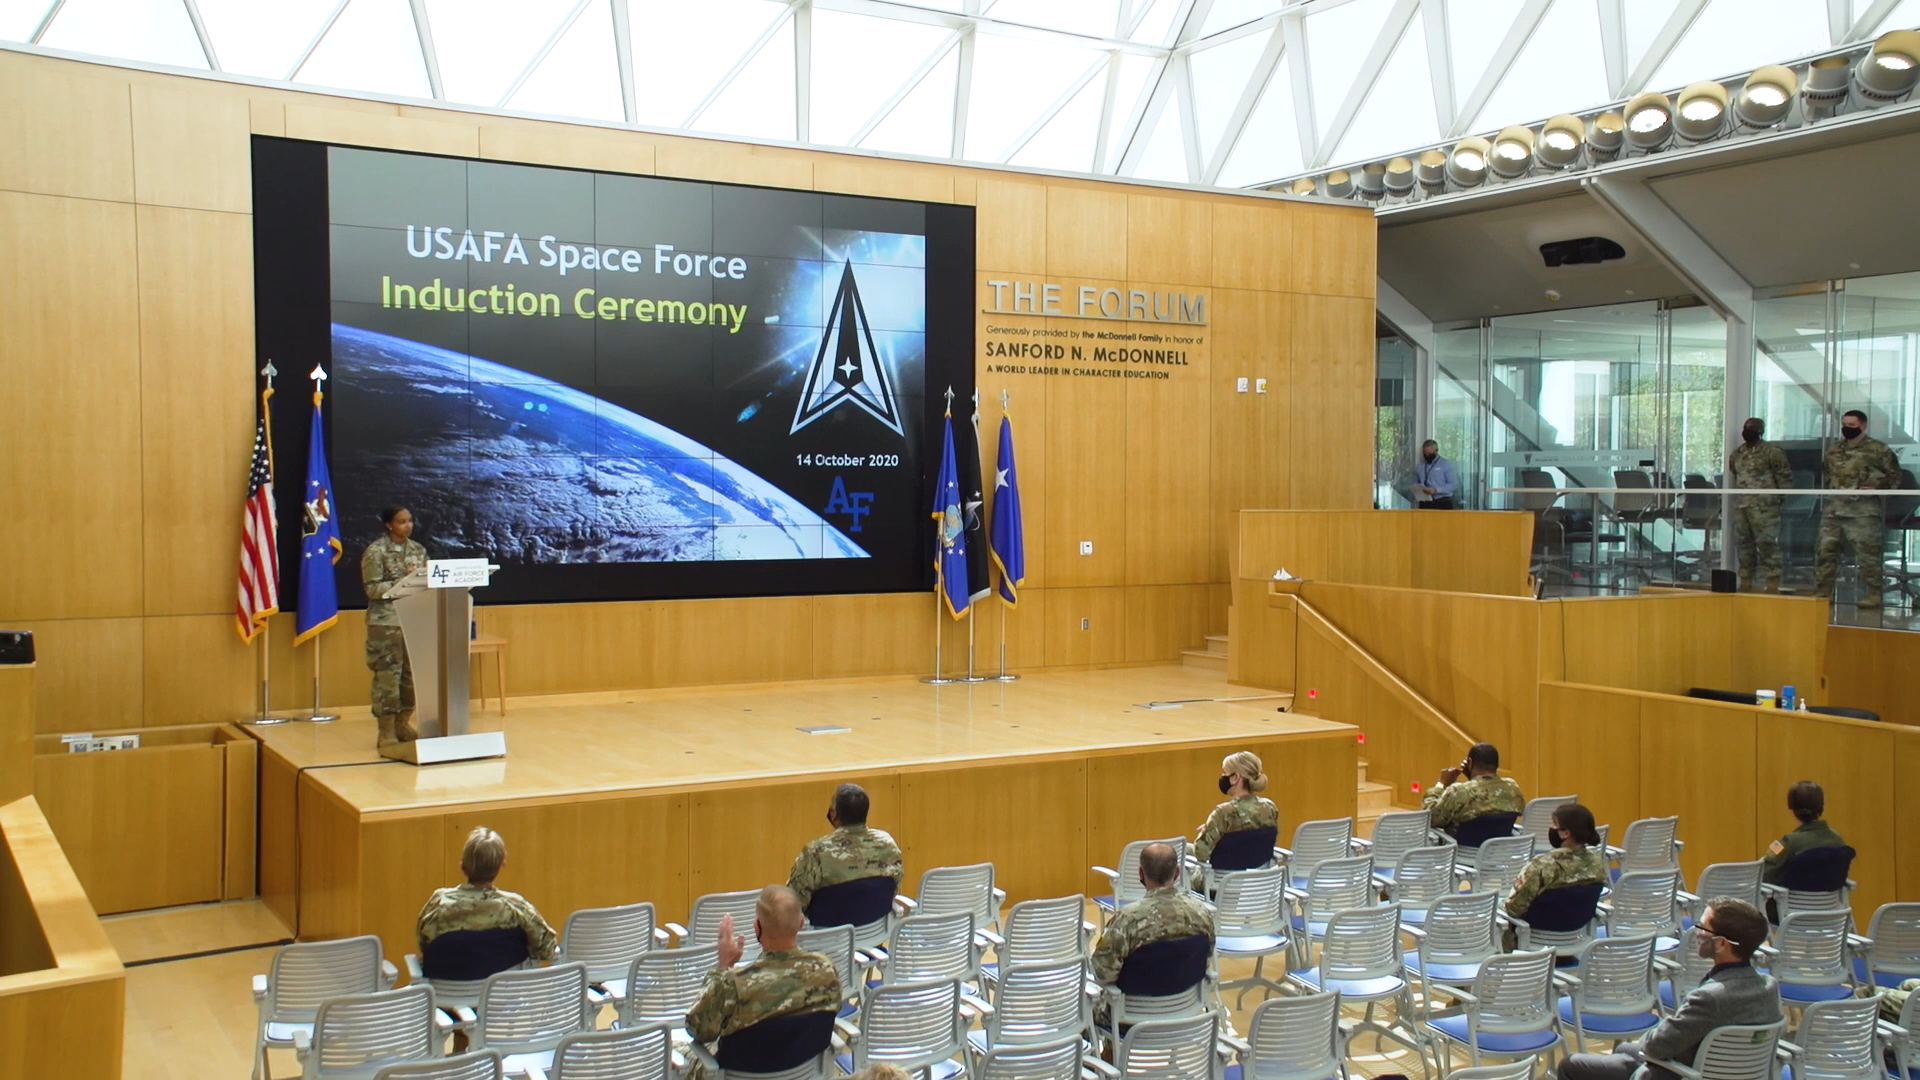 USAFA Space Force
Induction Ceremony
14 October 2020
AF
THE FORUM
Generously provided by the McDonnell Family in honor of
SANFORD N. McDONNELL
A WORLD LEADER IN CHARACTER EDUCATION
AF
AIR FORCE
ACADEMY